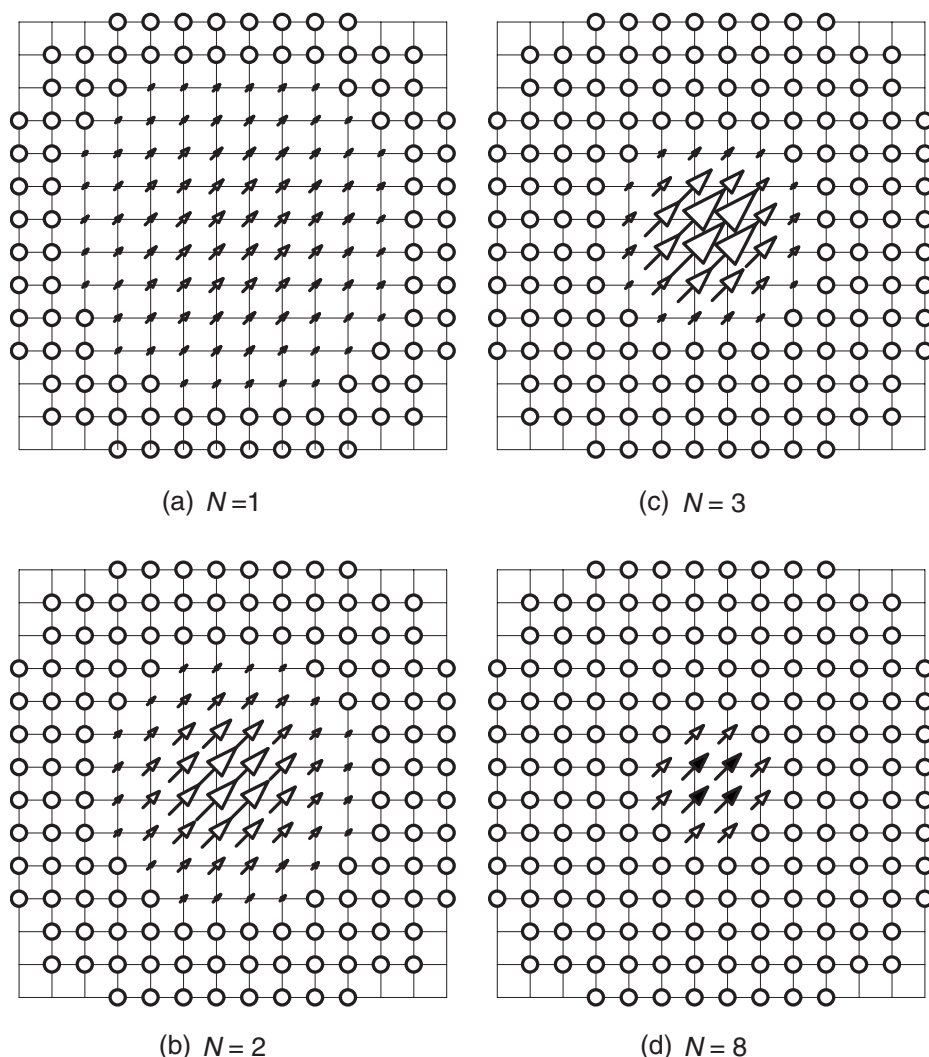 (a) N=1
(c) N = 3
(b) N = 2
(d) N = 8